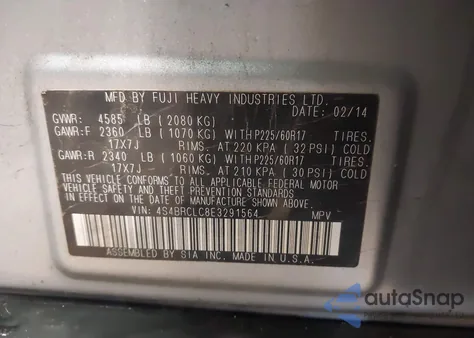 MFD BY FUJI HEAVY INDUSTRIES LTD.
DATE: 02/14
GVWR: 4585 LB (2080 KG)
GAWR:F 2360 LB (1070 KG) WITH P225/60R17 TIRES.
17X7J RIMS. AT 220 KPA (32 PSI) COLD
GAWR:R 2340 LB (1060 KG) WITH P225/60R17 TIRES.
17X7J RIMS. AT 210 KPA (30 PSI) COLD
THIS VEHICLE CONFORMS TO ALL APPLICABLE FEDERAL MOTOR
VEHICLE SAFETY, BUMPER, AND THEFT PREVENTION STANDARDS
IN EFFECT ON THE DATE OF MANUFACTURE SHOWN ABOVE.
VIN: 4S4BRCLC8E3291564 MPV
ASSEMBLED BY SIA INC. IN U.S.A.
autoSnap